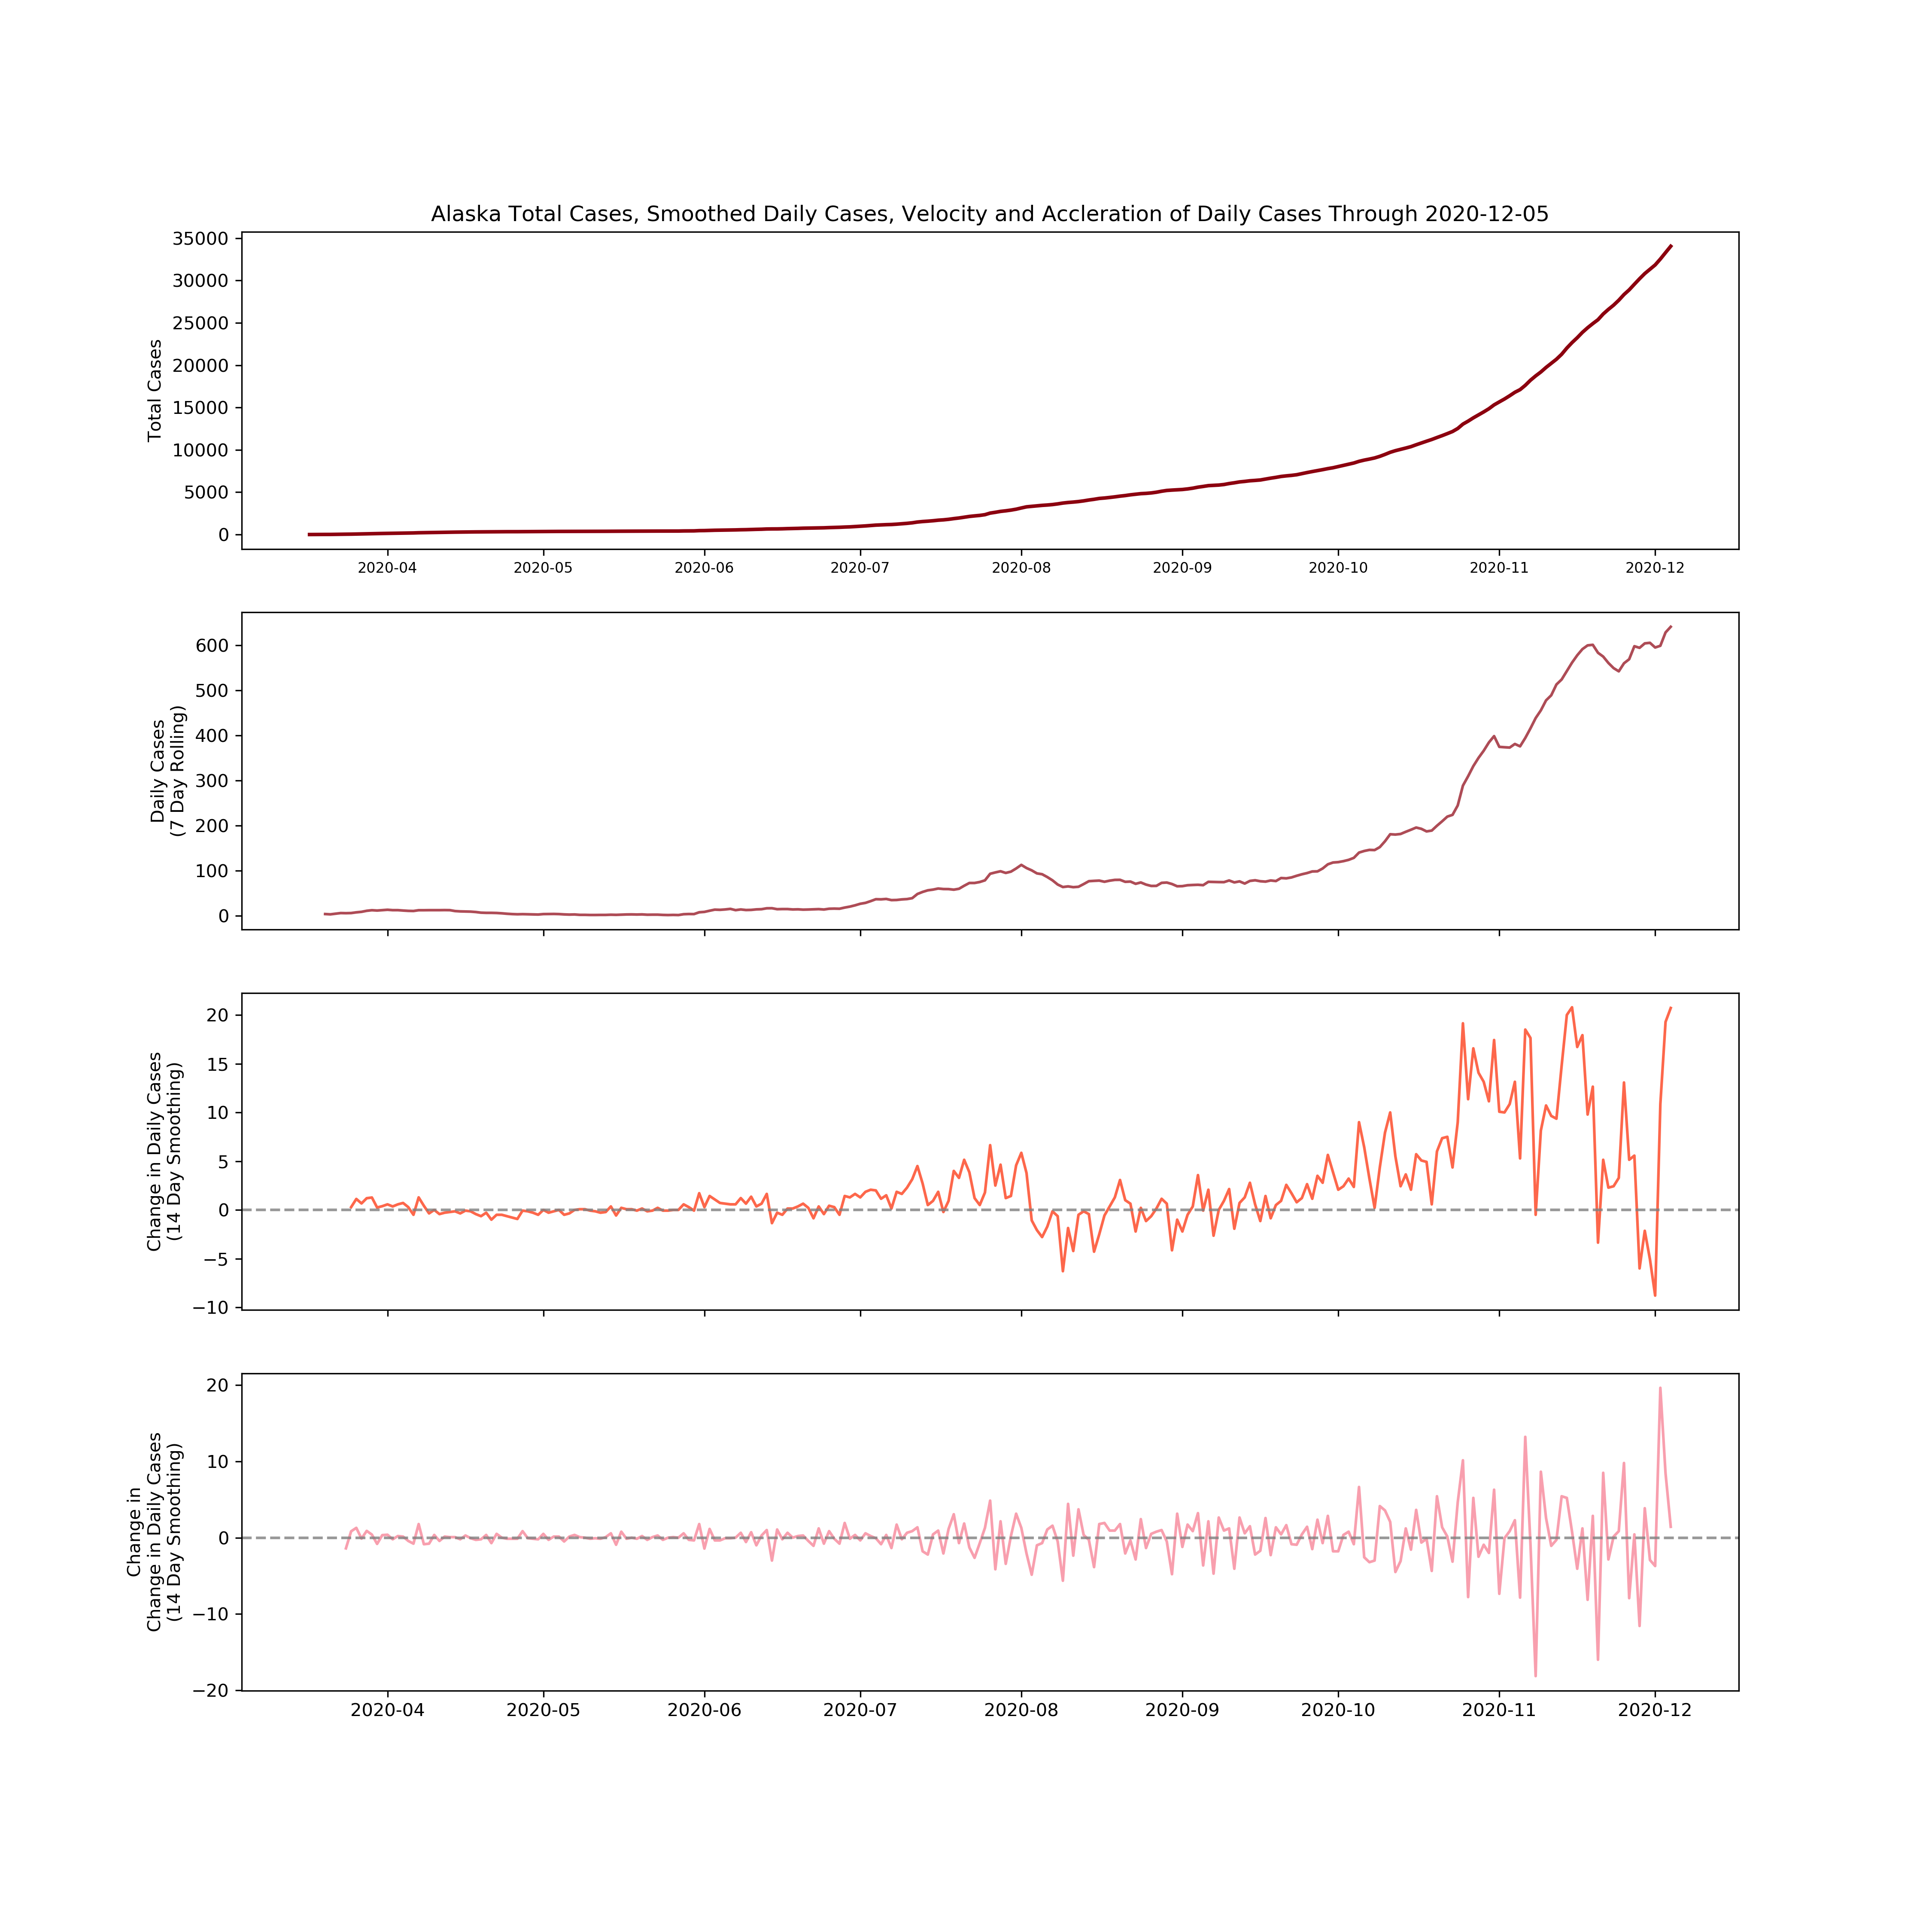 Alaska Total Cases, Smoothed Daily Cases, Velocity and Accleration of Daily Cases Through 2020-12-05
Total Cases
35000
30000
25000
20000
15000
10000
5000
0
2020-04 2020-05 2020-06 2020-07 2020-08 2020-09 2020-10 2020-11 2020-12
Daily Cases
(7 Day Rolling)
600
500
400
300
200
100
0
Change in Daily Cases
(14 Day Smoothing)
20
15
10
5
0
−5
−10
Change in
Change in Daily Cases
(14 Day Smoothing)
20
10
0
−10
−20
2020-04 2020-05 2020-06 2020-07 2020-08 2020-09 2020-10 2020-11 2020-12